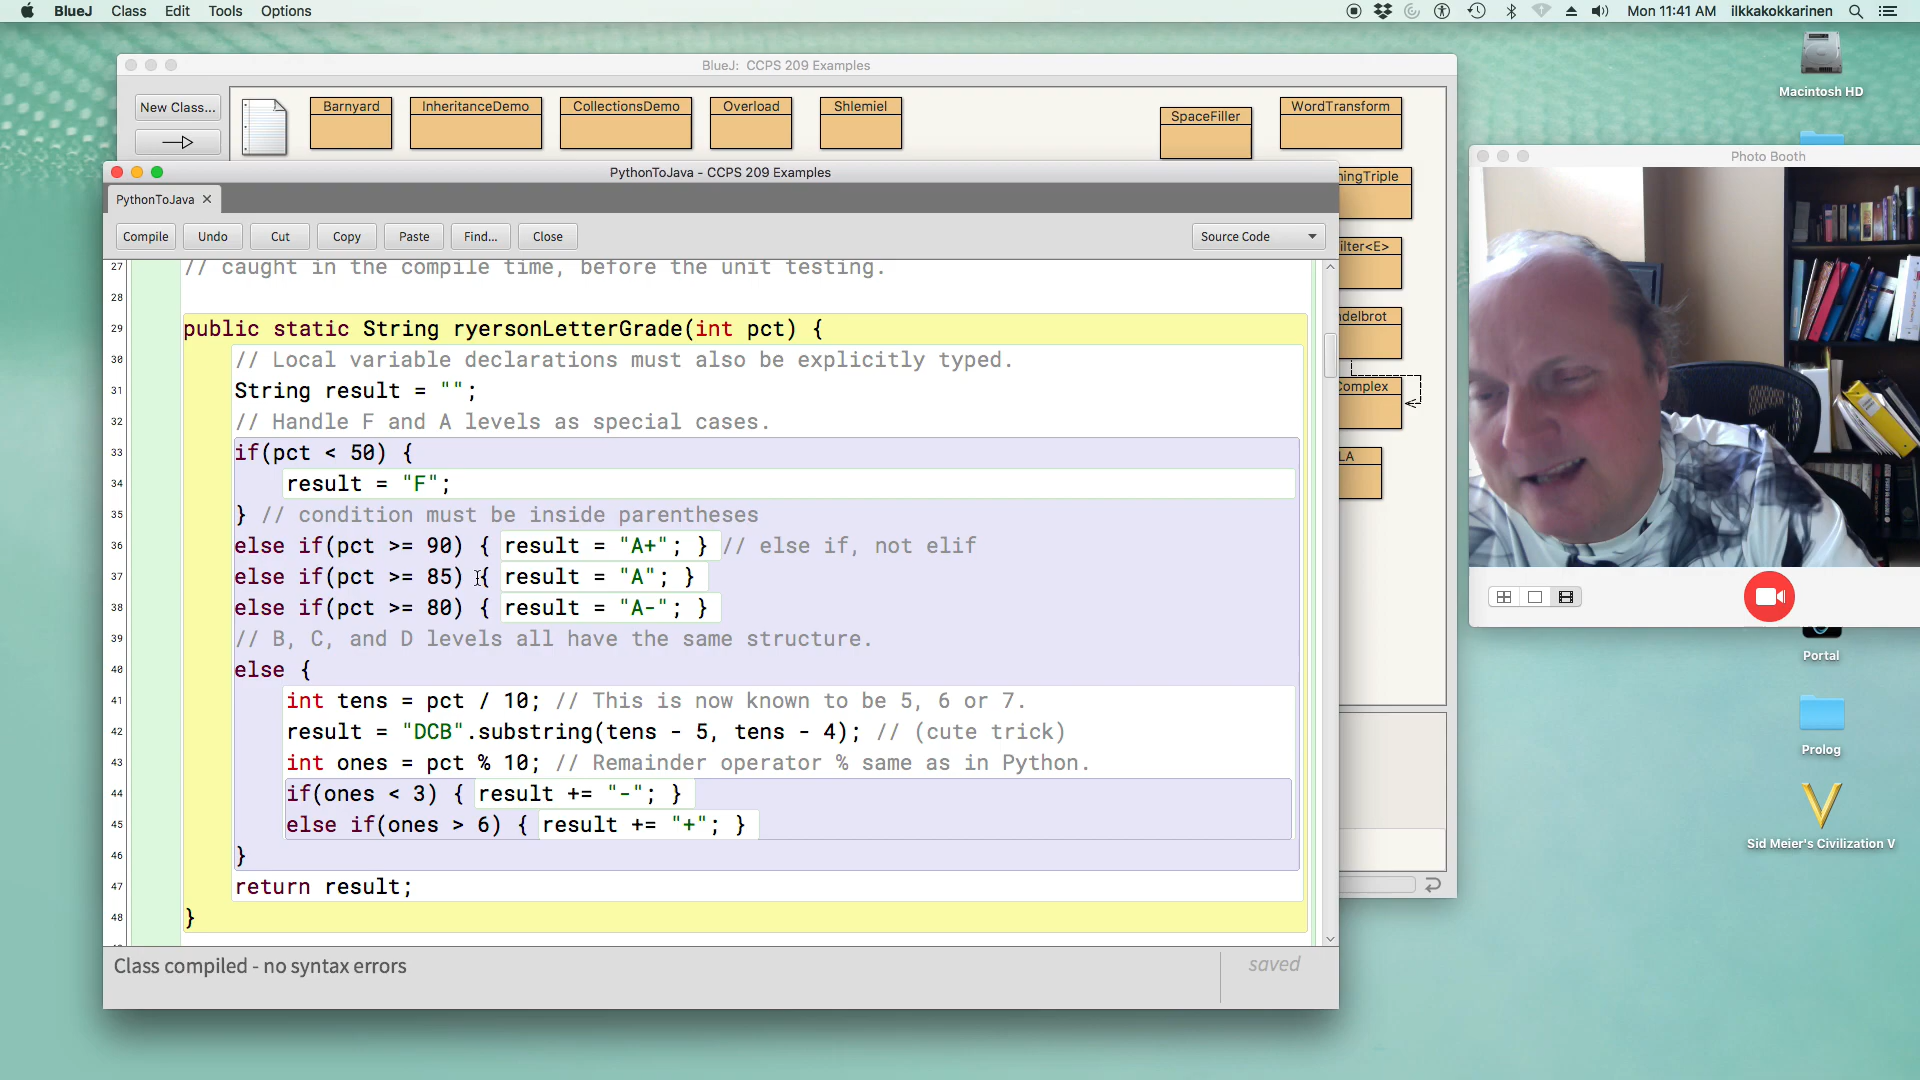 BlueJ Class Edit Tools Options
Mon 11:41 AM ilkkakokkarinen
BlueJ: CCPS 209 Examples
New Class...
Barnyard
InheritanceDemo
CollectionsDemo
Overload
Shlemiel
SpaceFiller
WordTransform
Macintosh HD
PythonToJava - CCPS 209 Examples
Photo Booth
PythonToJava
Compile Undo Cut Copy Paste Find... Close
Source Code
27 // caught in the compile time, before the unit testing.
28
29 public static String ryersonLetterGrade(int pct) {
30 // Local variable declarations must also be explicitly typed.
31 String result = "";
32 // Handle F and A levels as special cases.
33 if(pct < 50) {
34 result = "F";
35 } // condition must be inside parentheses
36 else if(pct >= 90) { result = "A+"; } // else if, not elif
37 else if(pct >= 85) { result = "A"; }
38 else if(pct >= 80) { result = "A-"; }
39 // B, C, and D levels all have the same structure.
40 else {
41 int tens = pct / 10; // This is now known to be 5, 6 or 7.
42 result = "DCB".substring(tens - 5, tens - 4); // (cute trick)
43 int ones = pct % 10; // Remainder operator % same as in Python.
44 if(ones < 3) { result += "-"; }
45 else if(ones > 6) { result += "+"; }
46 }
47 return result;
48 }
ningTriple
ilter<E>
ndelbrot
Complex
LA
Portal
Prolog
Sid Meier's Civilization V
Class compiled - no syntax errors
saved